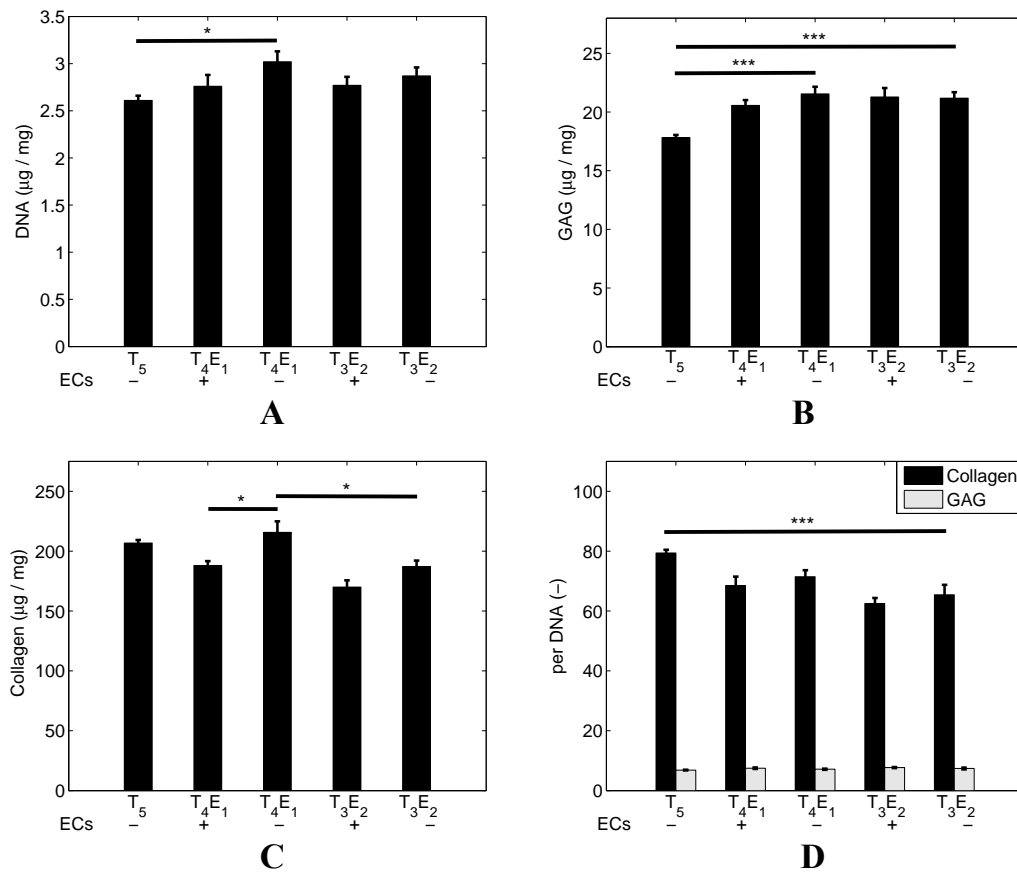 3.5
3
2.5
2
1.5
1
0.5
0
DNA (μg / mg)
*
T5 T4E1 T4E1 T3E2 T3E2
ECs – + – + –
A
25
20
15
10
5
0
GAG (μg / mg)
***
***
T5 T4E1 T4E1 T3E2 T3E2
ECs – + – + –
B
250
200
150
100
50
0
Collagen (μg / mg)
*
*
T5 T4E1 T4E1 T3E2 T3E2
ECs – + – + –
C
100
80
60
40
20
0
per DNA (–)
Collagen
GAG
***
T5 T4E1 T4E1 T3E2 T3E2
ECs – + – + –
D